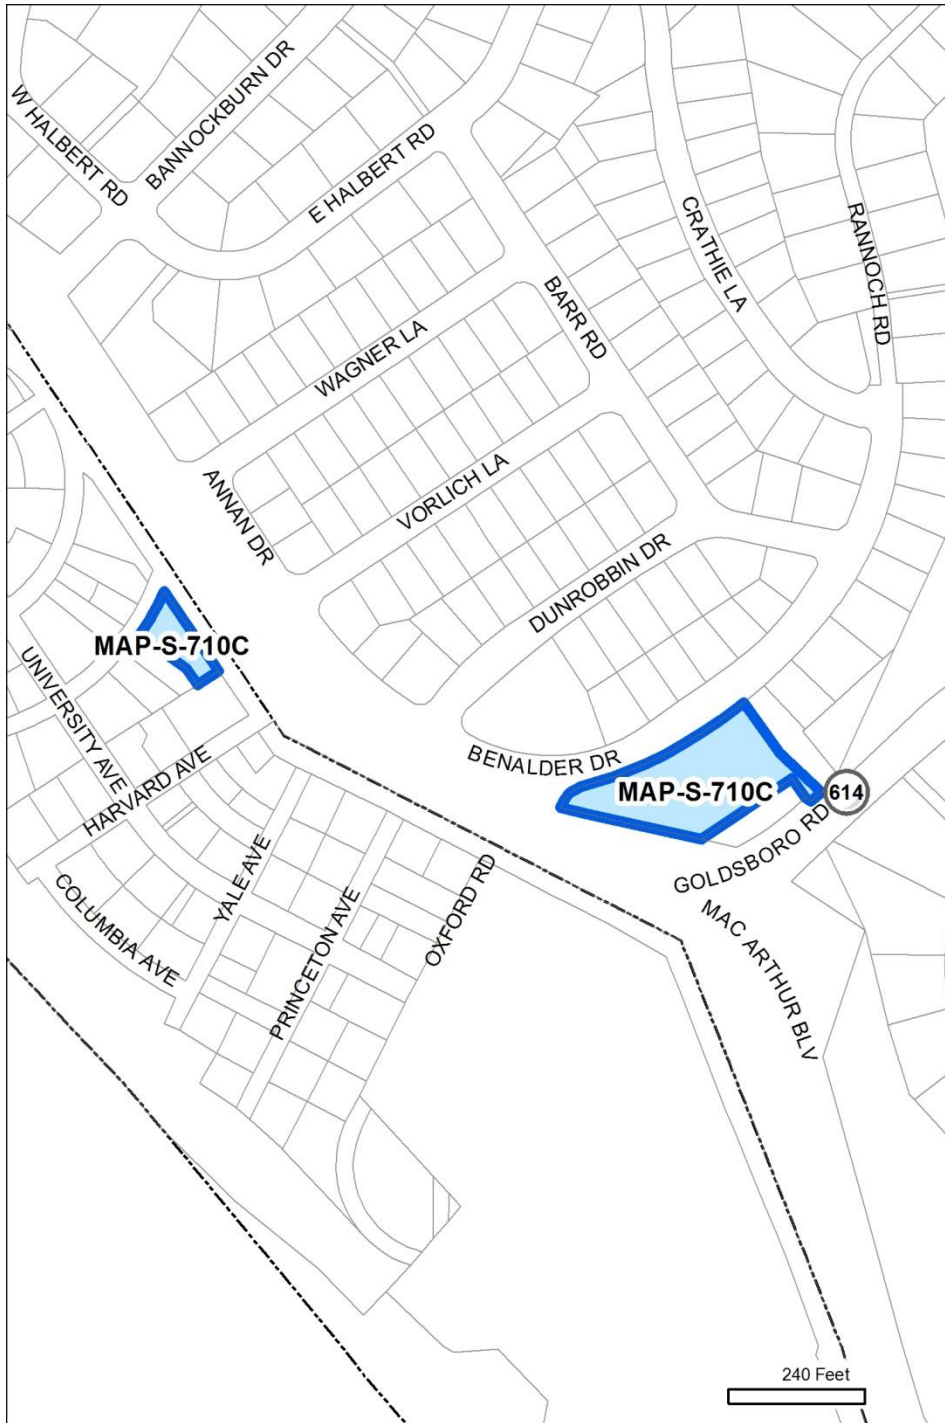 BANNOCKBURN DR
W HALBERT RD
E HALBERT RD
CRATHIE LA
RANNOCH RD
BARR RD
WAGNER LA
VORLICH LA
ANNAN DR
DUNROBBIN DR
MAP-S-710C
UNIVERSITY AVE
HARVARD AVE
BENALDER DR
MAP-S-710C
614
GOLDSBORO RD
YALE AVE
COLUMBIA AVE
PRINCETON AVE
OXFORD RD
MAC ARTHUR BLV
240 Feet